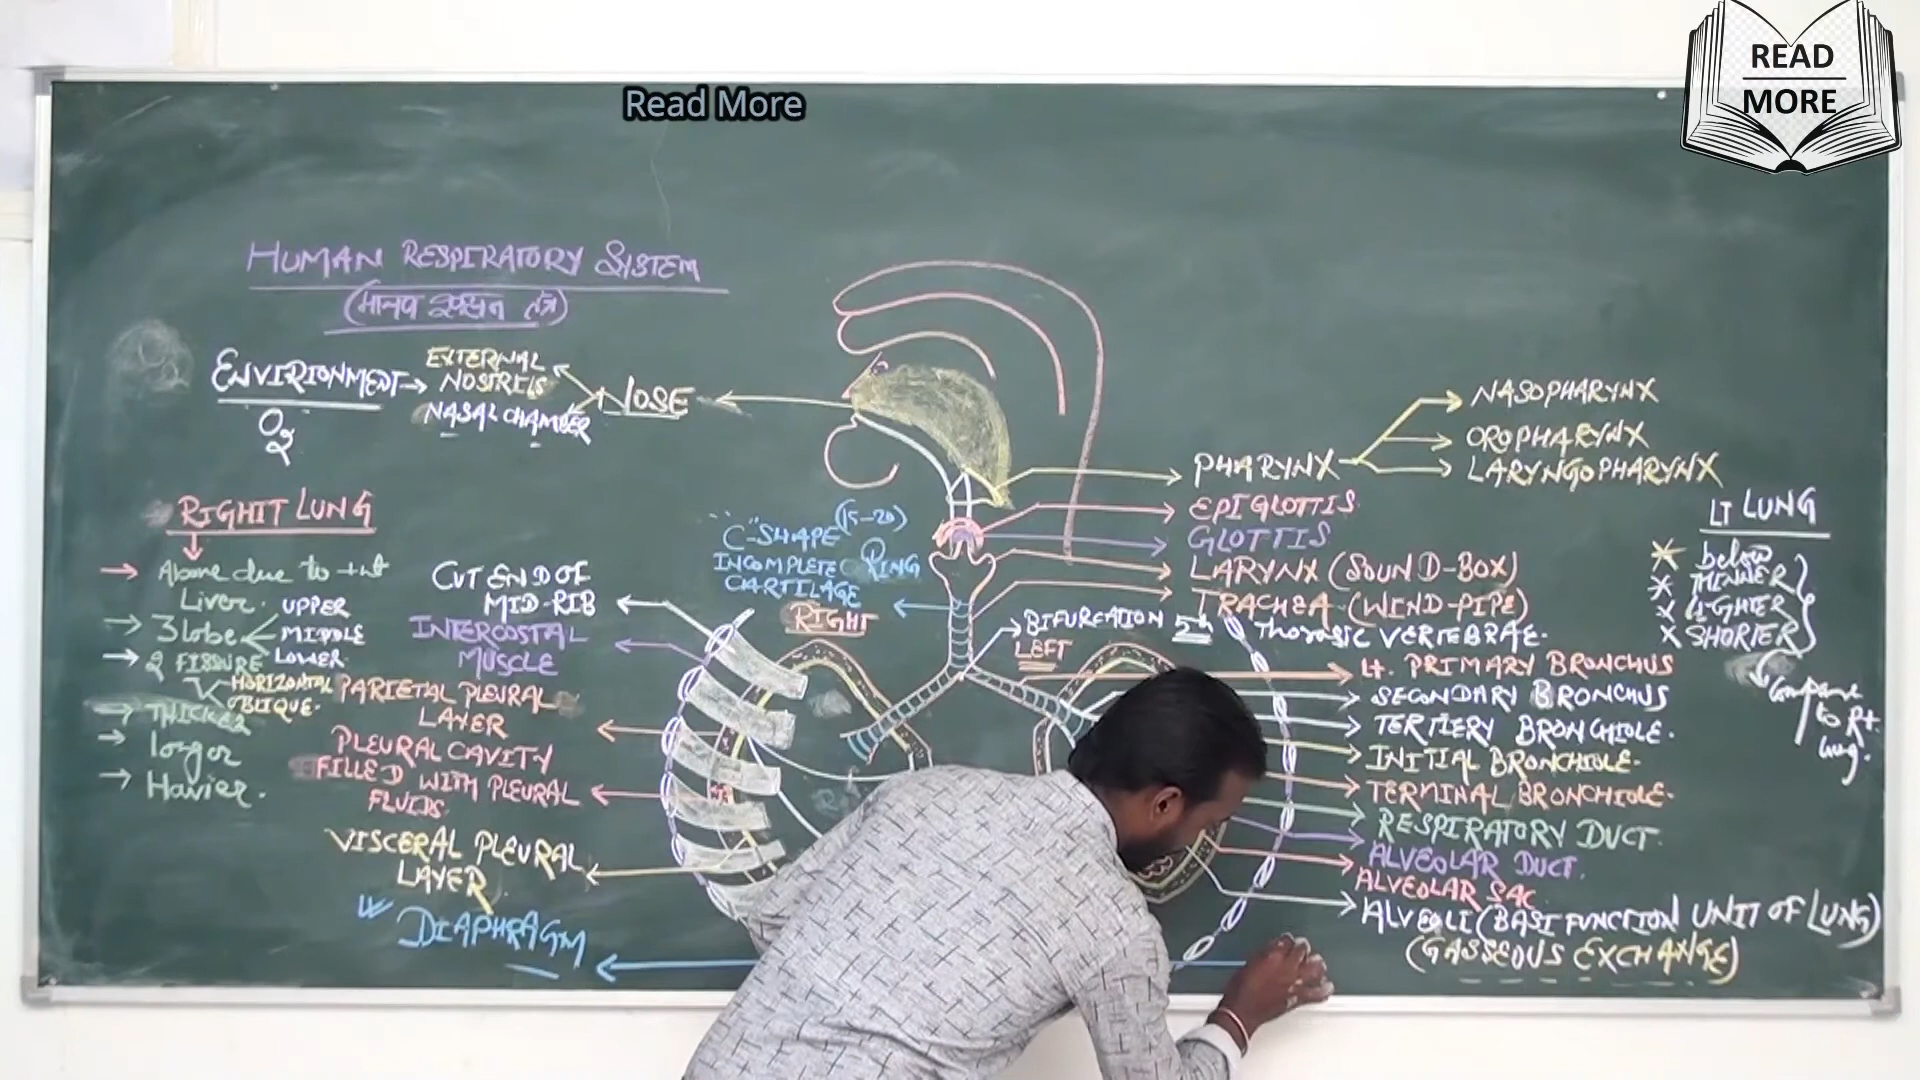 READ
MORE
Read More
HUMAN RESPIRATORY SYSTEM
(मानव श्वसन तंत्र)
ENVIRIONMENT
O2
EXTERNAL
NOSTRILS
NASAL CHAMBER
NOSE
NASOPHARYNX
OROPHARYNX
LARYNGOPHARYNX
PHARYNX
EPIGLOTTIS
GLOTTIS
LARYNX (SOUND-BOX)
TRACHEA (WIND-PIPE)
BIFURCATION 5th Thorasic VERTEBRAE.
"C"-SHAPE (15-20)
INCOMPLETE RING
CARTILAGE
RIGHT
LEFT
RIGHT LUNG
Above due to
Liver.
3 lobe
UPPER
MIDDLE
LOWER
2 FISSURE
HORIZONTAL
OBLIQUE.
THICKER
longer
Havier.
CUT END OF
MID-RIB
INTERCOSTAL
MUSCLE
PARIETAL PLEURAL
LAYER
PLEURAL CAVITY
FILLED WITH PLEURAL
FLUIDS
VISCERAL PLEURAL
LAYER
DIAPHRAGM
Lt. PRIMARY BRONCHUS
SECONDARY BRONCHUS
TERTIERY BRONCHIOLE.
INITIAL BRONCHIOLE.
TERMINAL BRONCHIOLE.
RESPIRATORY DUCT.
ALVEOLAR DUCT.
ALVEOLAR SAC
ALVEOLI (BASI FUNCTION UNIT OF LUNG)
(GASSEOUS EXCHANGE)
LT LUNG
below
THINNER
LIGHTER
SHORTER
Compare
to Rt.
lung.